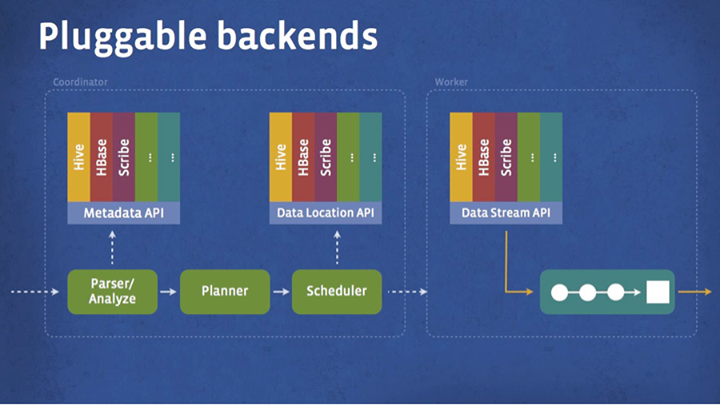 Pluggable backends
Coordinator
Hive
HBase
Scribe
...
...
Metadata API
Hive
HBase
Scribe
...
...
Data Location API
Parser/
Analyze
Planner
Scheduler
Worker
Hive
HBase
Scribe
...
...
Data Stream API